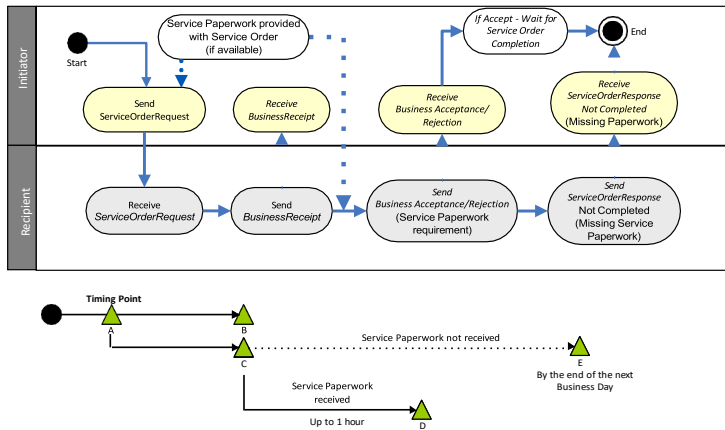 Initiator
Service Paperwork provided
with Service Order
(if available)
If Accept - Wait for
Service Order
Completion
Start
End
Send
ServiceOrderRequest
Receive
BusinessReceipt
Receive
Business Acceptance/
Rejection
Receive
ServiceOrderResponse
Not Completed
(Missing Paperwork)
Recipient
Receive
ServiceOrderRequest
Send
BusinessReceipt
Send
Business Acceptance/Rejection
(Service Paperwork
requirement)
Send
ServiceOrderResponse
Not Completed
(Missing Service
Paperwork)
Timing Point
A
B
C
Service Paperwork not received
E
By the end of the next
Business Day
Service Paperwork
received
Up to 1 hour
D